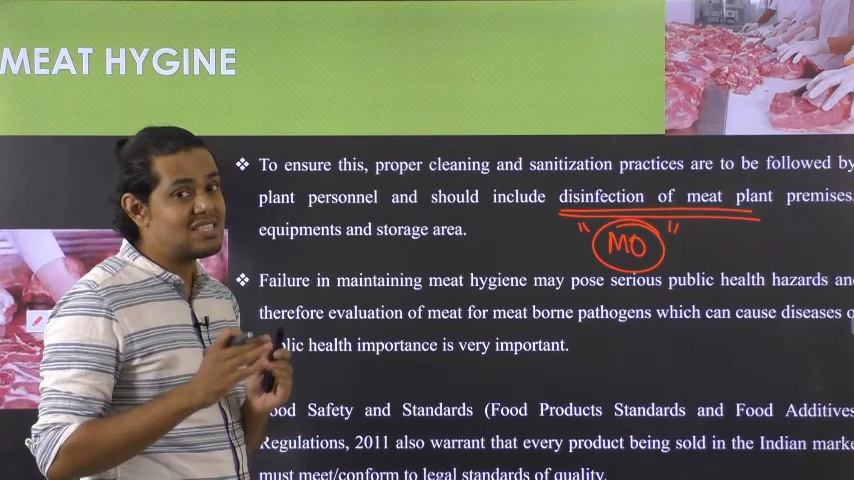 MEAT HYGINE
❖ To ensure this, proper cleaning and sanitization practices are to be followed by
plant personnel and should include disinfection of meat plant premises,
equipments and storage area.
"MO"
❖ Failure in maintaining meat hygiene may pose serious public health hazards and
therefore evaluation of meat for meat borne pathogens which can cause diseases
health importance is very important.
Safety and Standards (Food Products Standards and Food Additives
Regulations, 2011 also warrant that every product being sold in the Indian
must meet/conform to legal standards of quality.